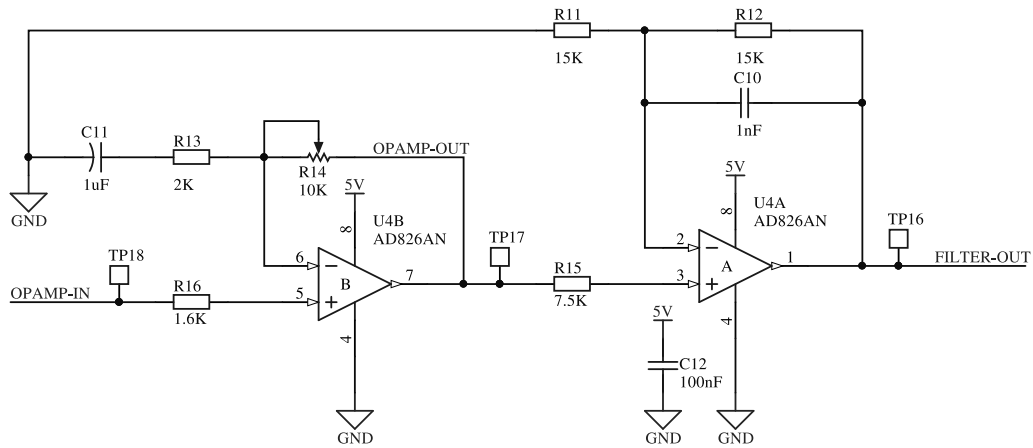 R11
15K
R12
15K
C10
1nF
C11
1uF
R13
2K
R14
10K
OPAMP-OUT
5V
8
U4B
AD826AN
5V
8
U4A
AD826AN
GND
TP18
OPAMP-IN
R16
1.6K
6
5
B
7
4
GND
TP17
R15
7.5K
2
3
A
1
4
GND
TP16
FILTER-OUT
5V
C12
100nF
GND